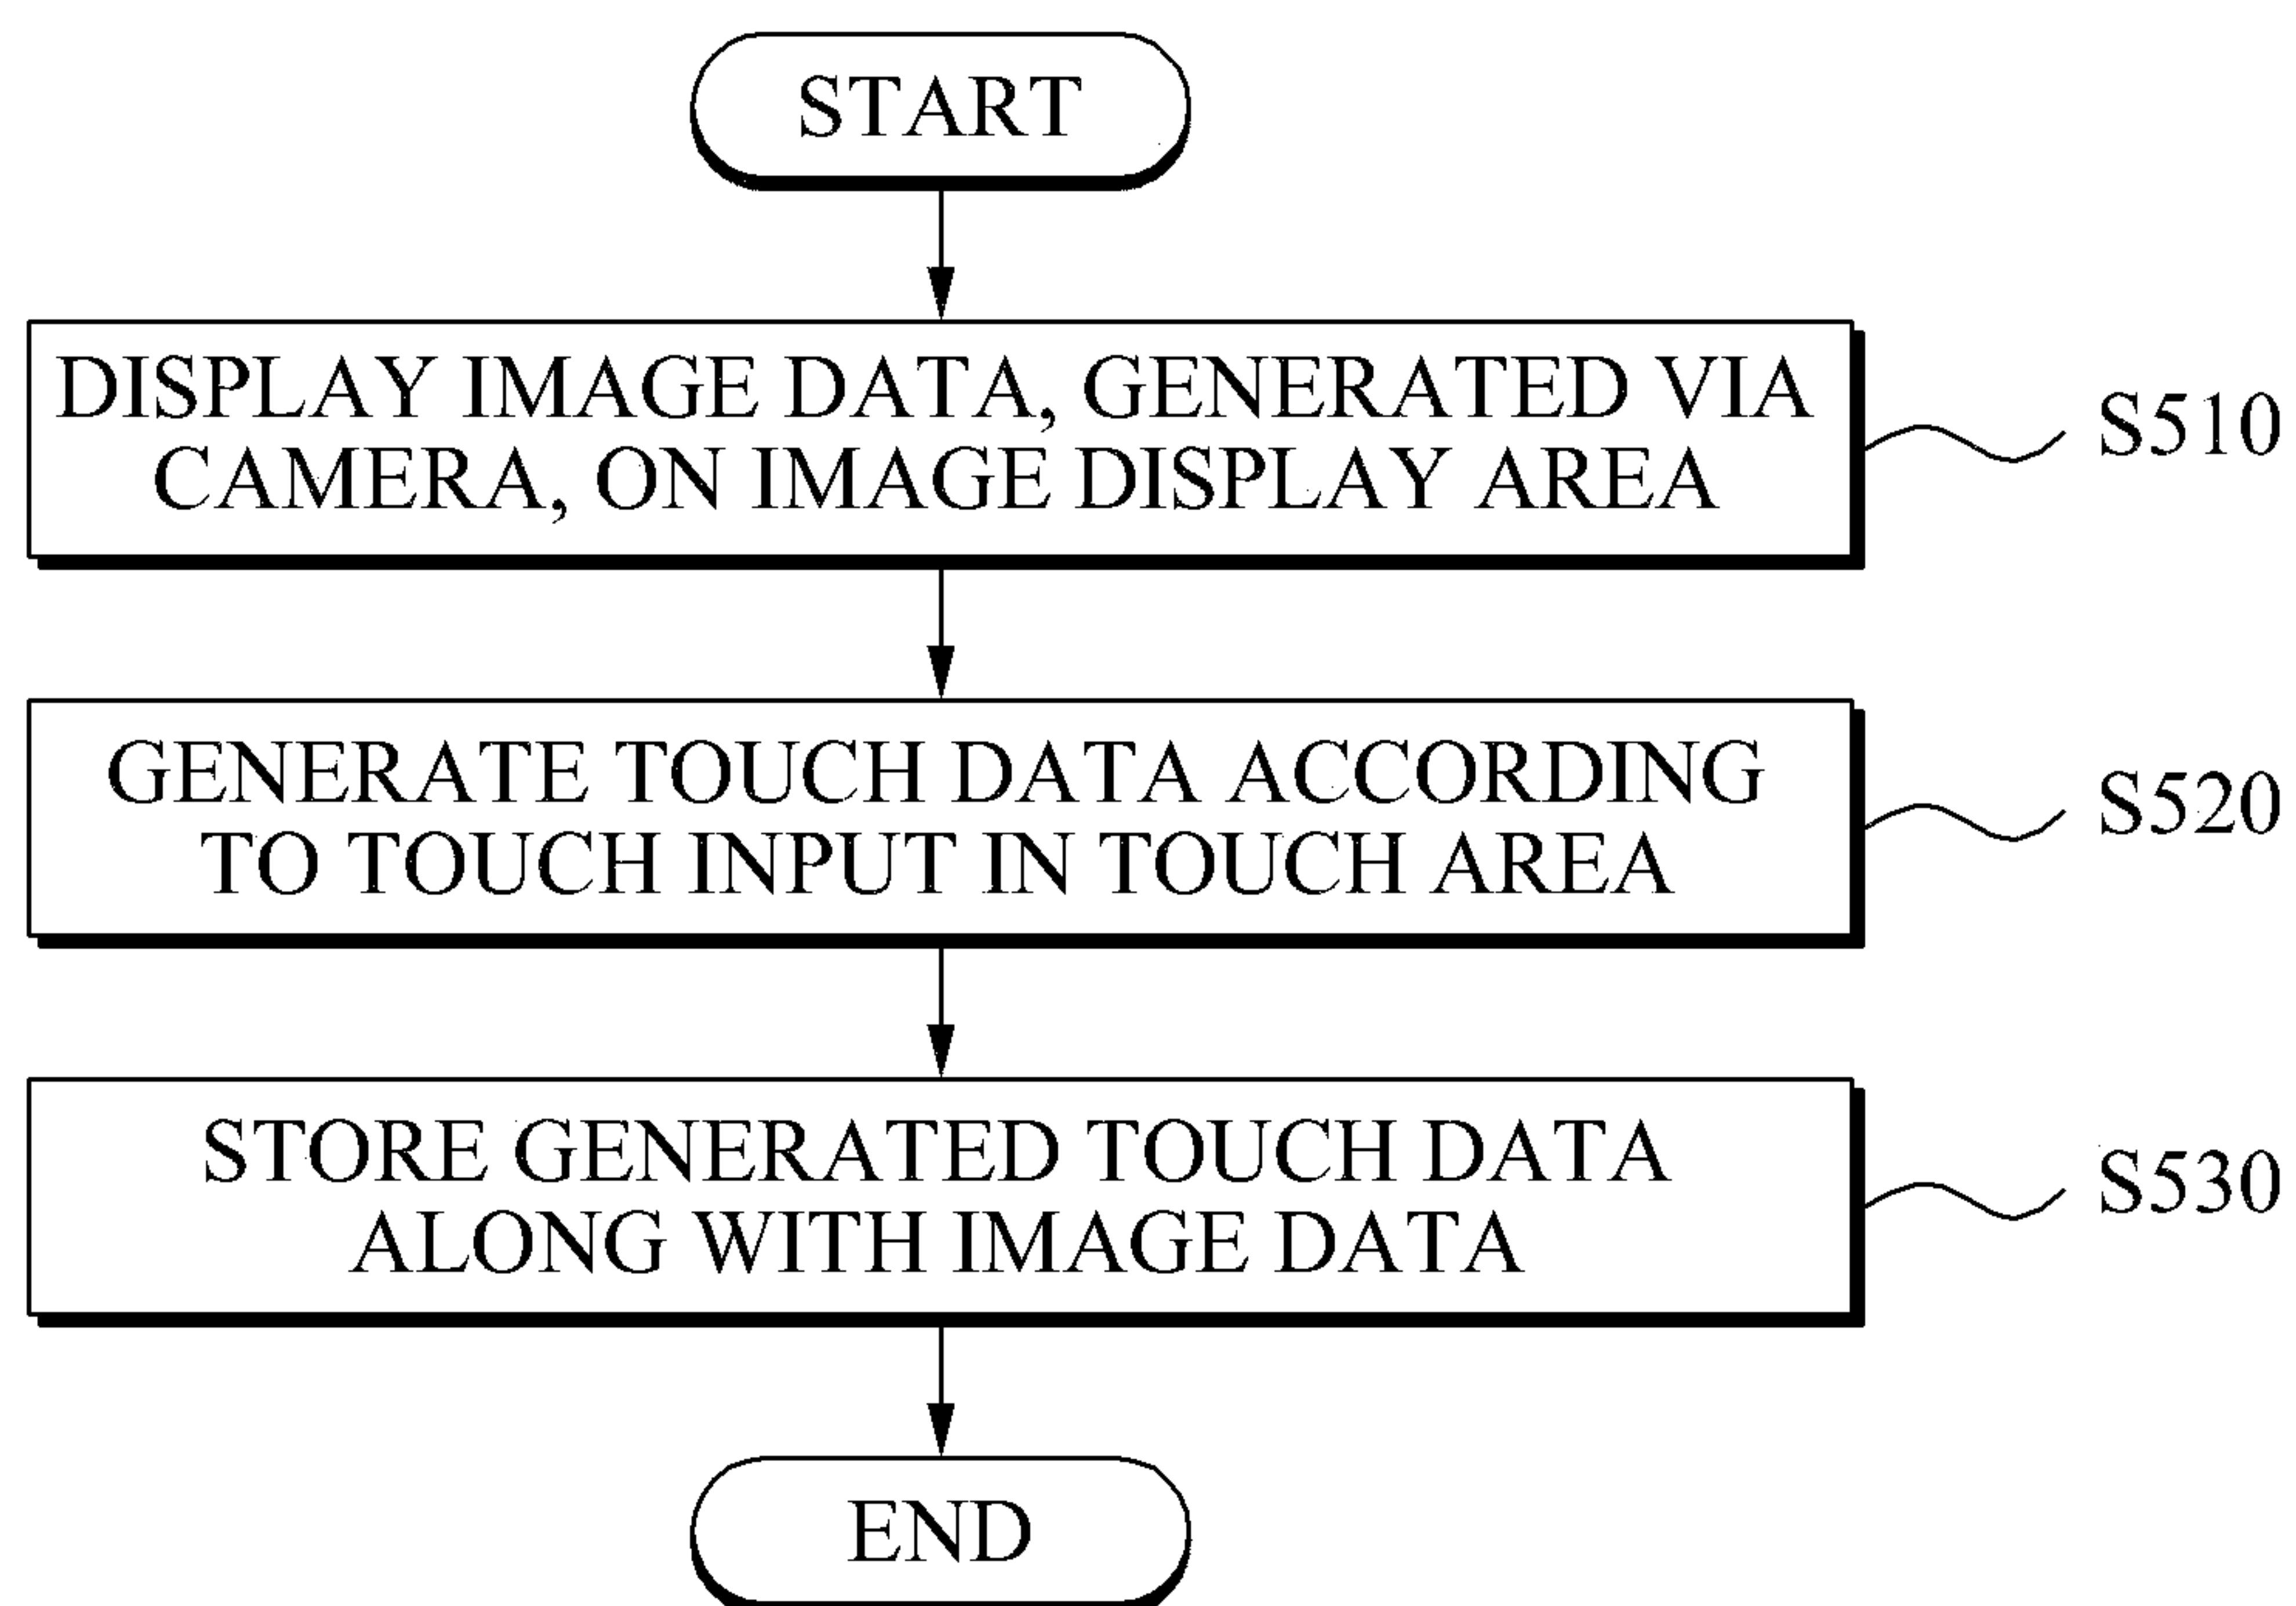 START
DISPLAY IMAGE DATA, GENERATED VIA
CAMERA, ON IMAGE DISPLAY AREA
S510
GENERATE TOUCH DATA ACCORDING
TO TOUCH INPUT IN TOUCH AREA
S520
STORE GENERATED TOUCH DATA
ALONG WITH IMAGE DATA
S530
END